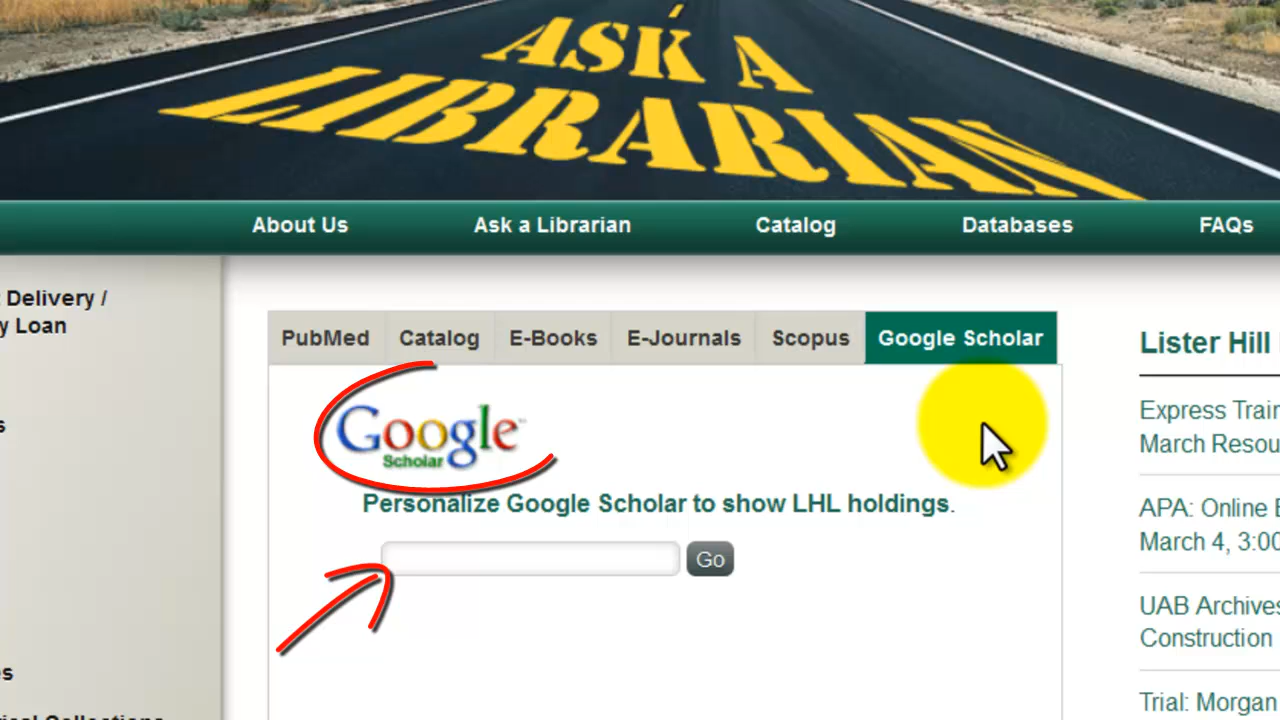 ASK A
LIBRARIAN
About Us
Ask a Librarian
Catalog
Databases
FAQs
Delivery /
Loan
PubMed
Catalog
E-Books
E-Journals
Scopus
Google Scholar
Google
Scholar
Personalize Google Scholar to show LHL holdings.
Go
Lister Hill
Express
March
APA: Online
March 4, 3:00
UAB Archives
Construction
Trial: Morgan